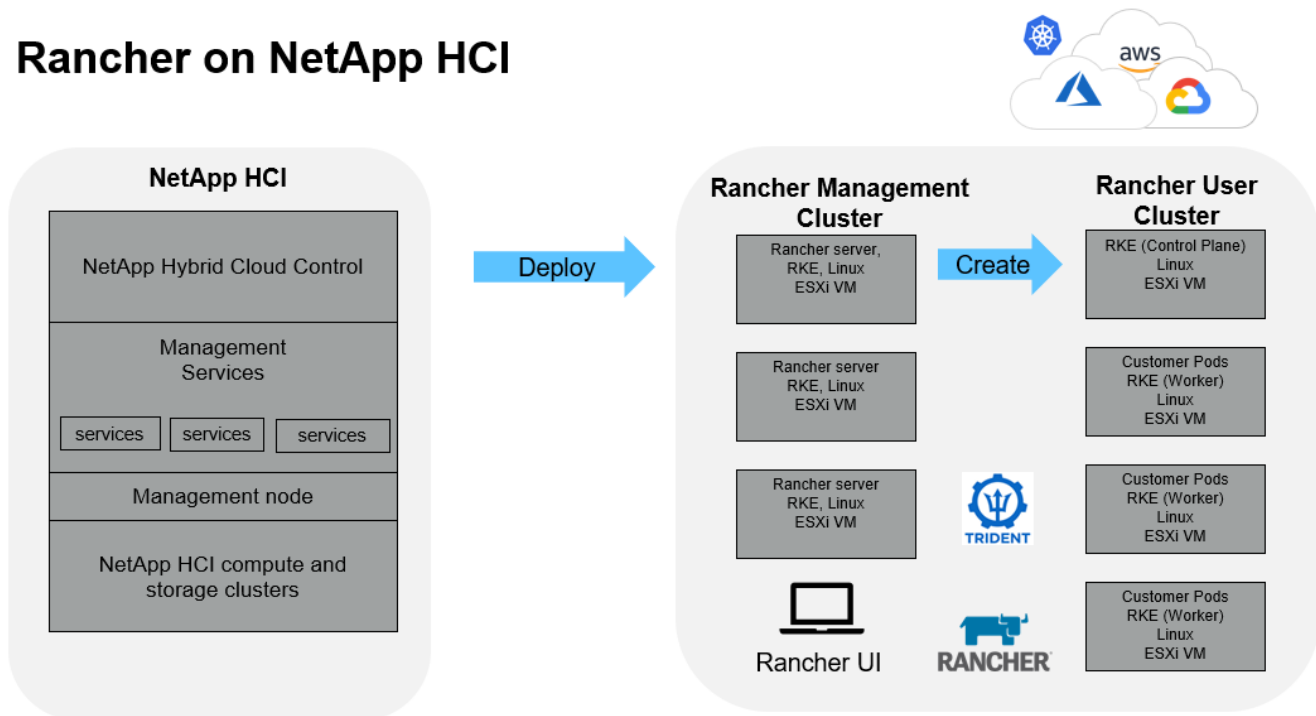 Rancher on NetApp HCI
aws
NetApp HCI
NetApp Hybrid Cloud Control
Management
Services
services
services
services
Management node
NetApp HCI compute and
storage clusters
Deploy
Rancher Management
Cluster
Rancher server,
RKE, Linux
ESXi VM
Rancher server
RKE, Linux
ESXi VM
Rancher server
RKE, Linux
ESXi VM
Rancher UI
Create
TRIDENT
RANCHER
Rancher User
Cluster
RKE (Control Plane)
Linux
ESXi VM
Customer Pods
RKE (Worker)
Linux
ESXi VM
Customer Pods
RKE (Worker)
Linux
ESXi VM
Customer Pods
RKE (Worker)
Linux
ESXi VM